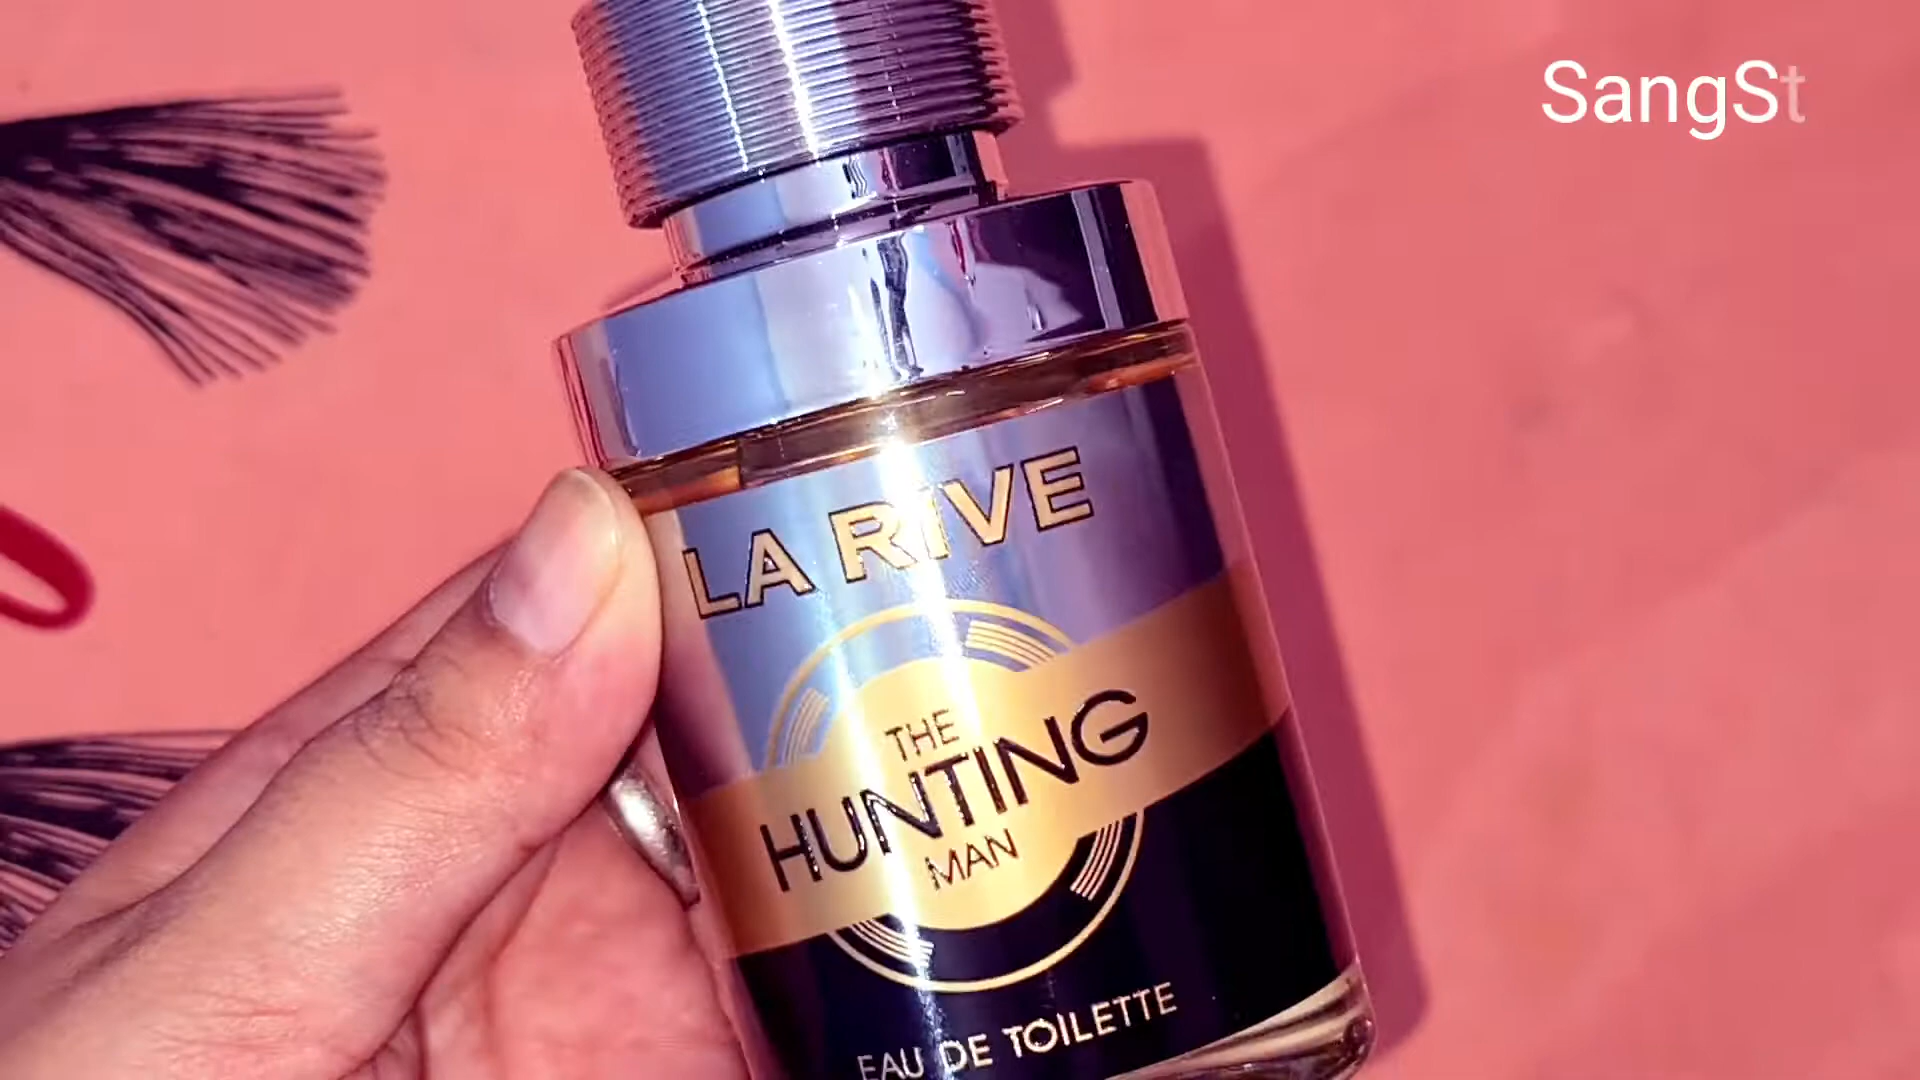 SangSt
LA RIVE
THE
HUNTING
MAN
EAU DE TOILETTE